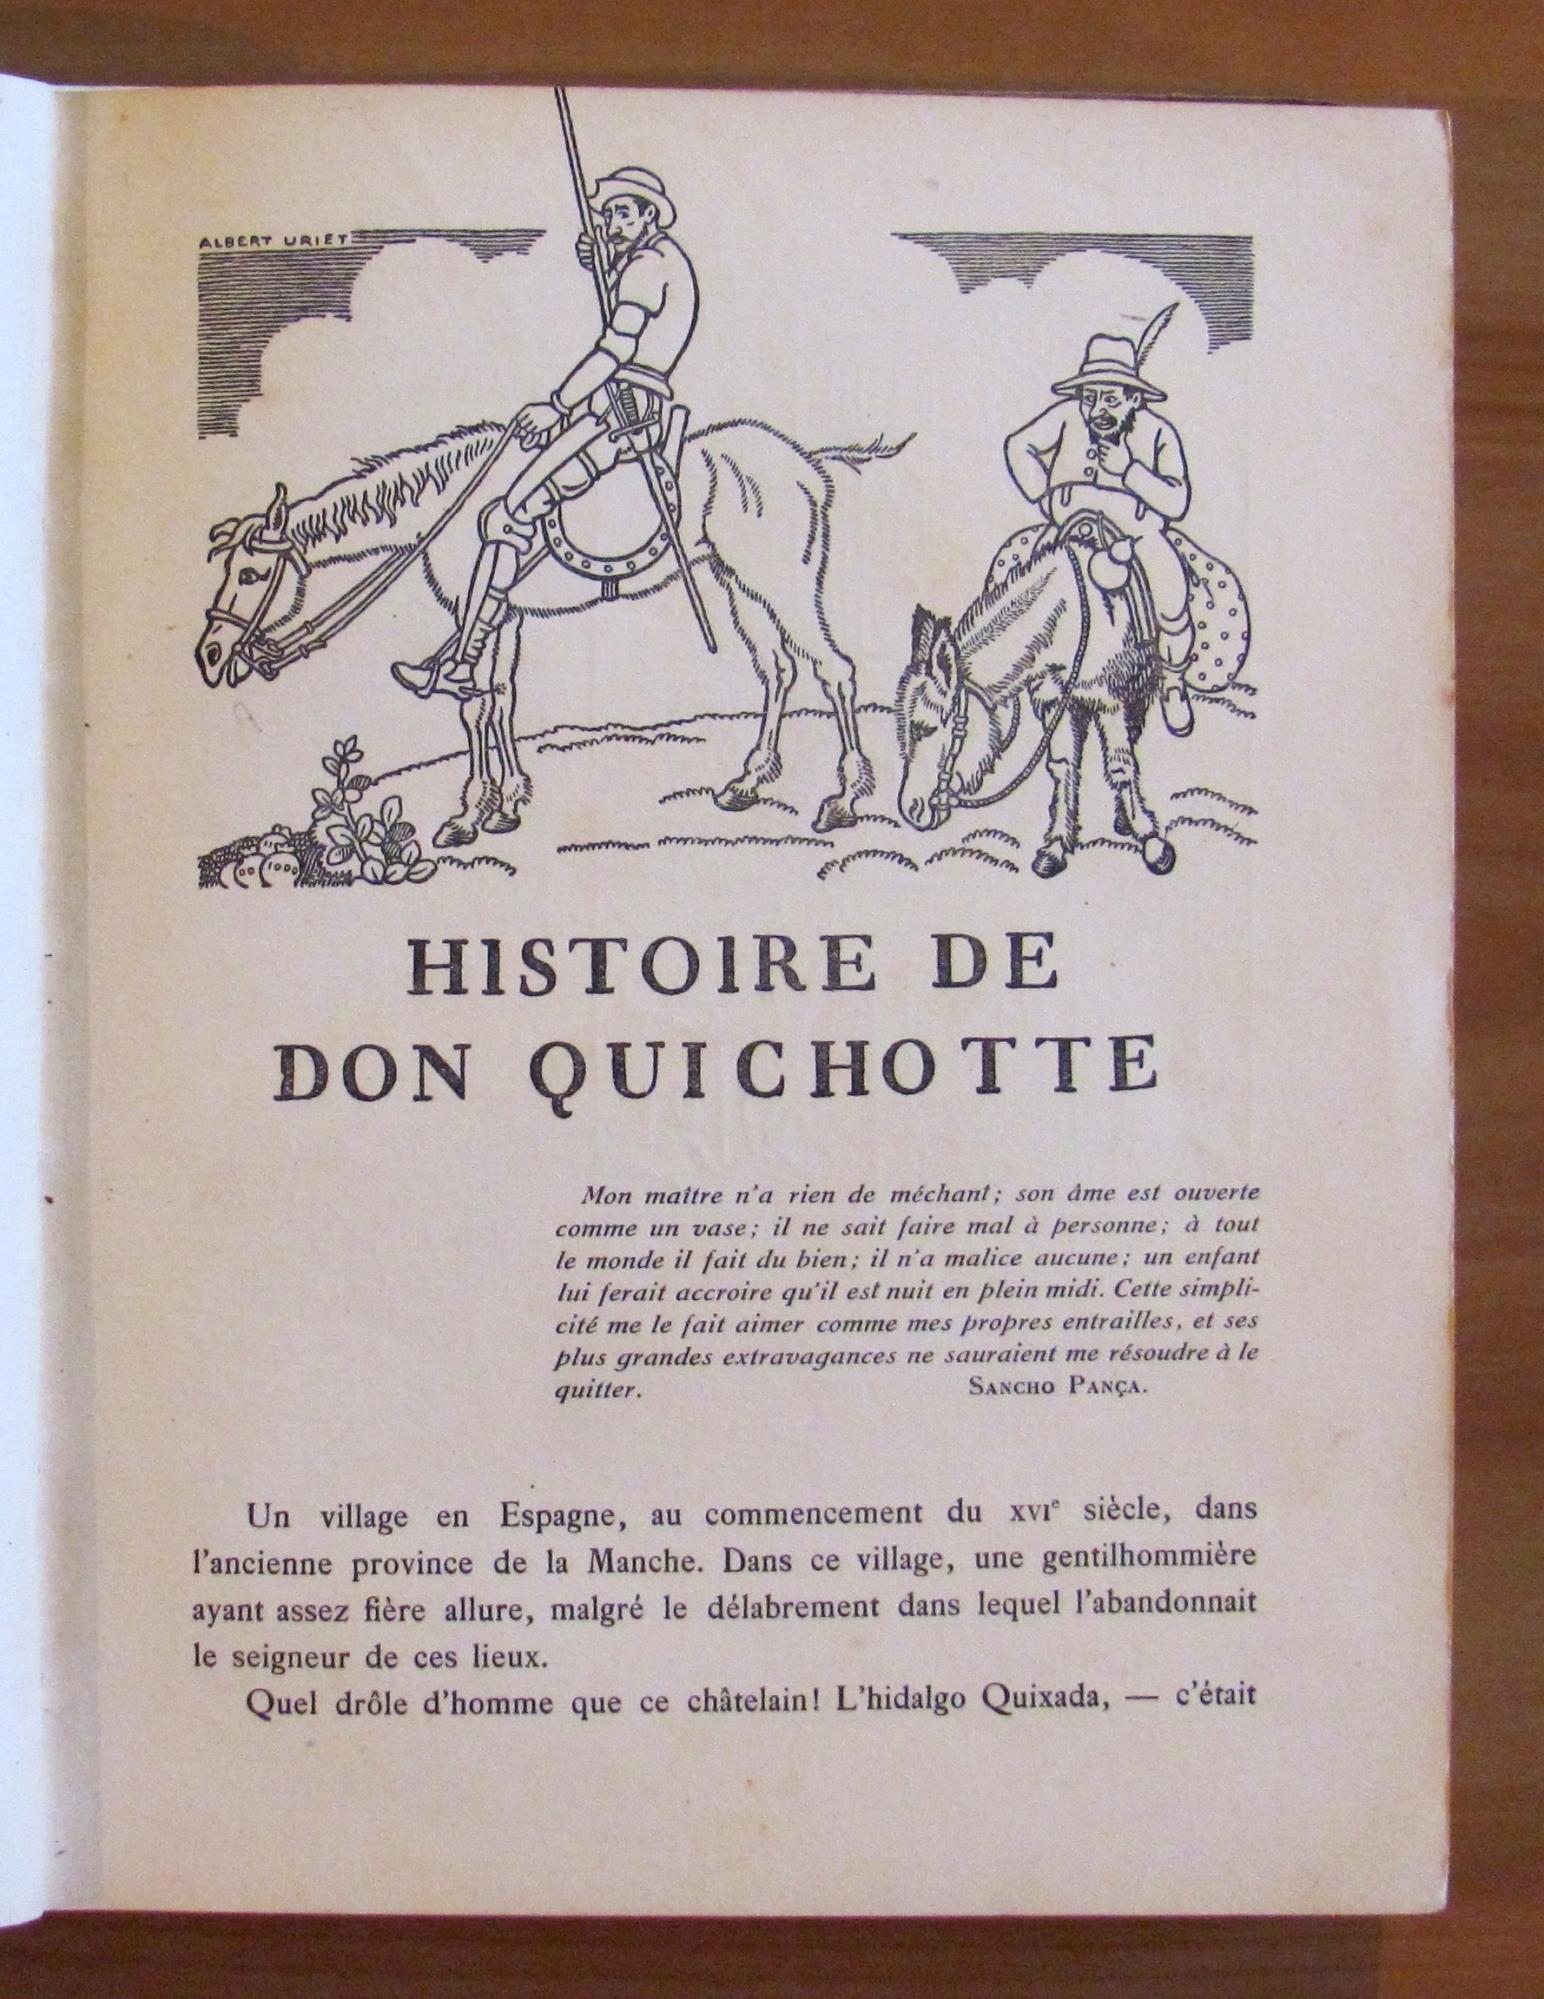 ALBERT URIET
HISTOIRE DE
DON QUICHOTTE
Mon maître n'a rien de méchant; son âme est ouverte
comme un vase; il ne sait faire mal à personne; à tout
le monde il fait du bien; il n'a malice aucune; un enfant
lui ferait accroire qu'il est nuit en plein midi. Cette simpli-
cité me le fait aimer comme mes propres entrailles, et ses
plus grandes extravagances ne sauraient me résoudre à le
quitter. SANCHO PANÇA.
Un village en Espagne, au commencement du XVIe siècle, dans
l'ancienne province de la Manche. Dans ce village, une gentilhommière
ayant assez fière allure, malgré le délabrement dans lequel l'abandonnait
le seigneur de ces lieux.
Quel drôle d'homme que ce châtelain! L'hidalgo Quixada, — c'était